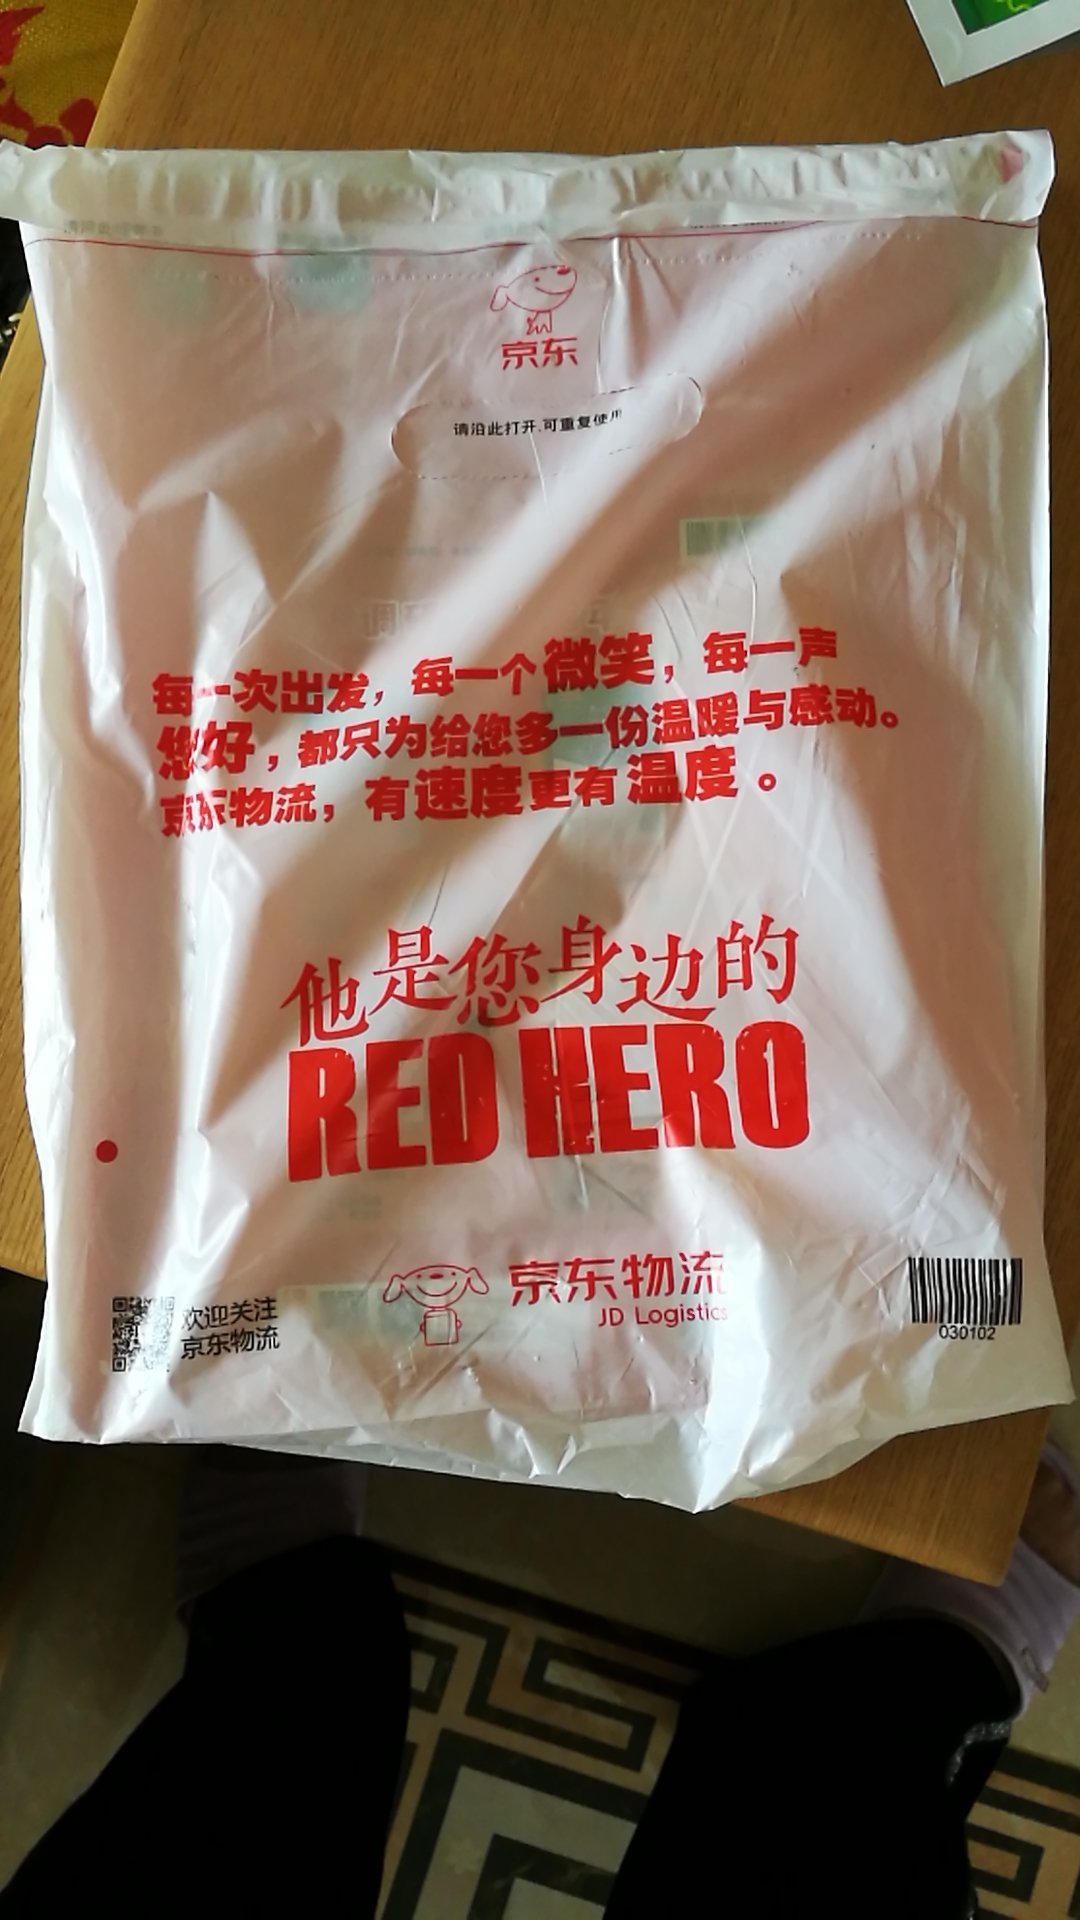 京东
请沿此打开,可重复使用
每一次出发，每一个微笑，每一声
您好，都只为给您多一份温暖与感动。
京东物流，有速度更有温度。
他是您身边的
RED HERO
京东物流
JD Logistics
欢迎关注
京东物流
030102